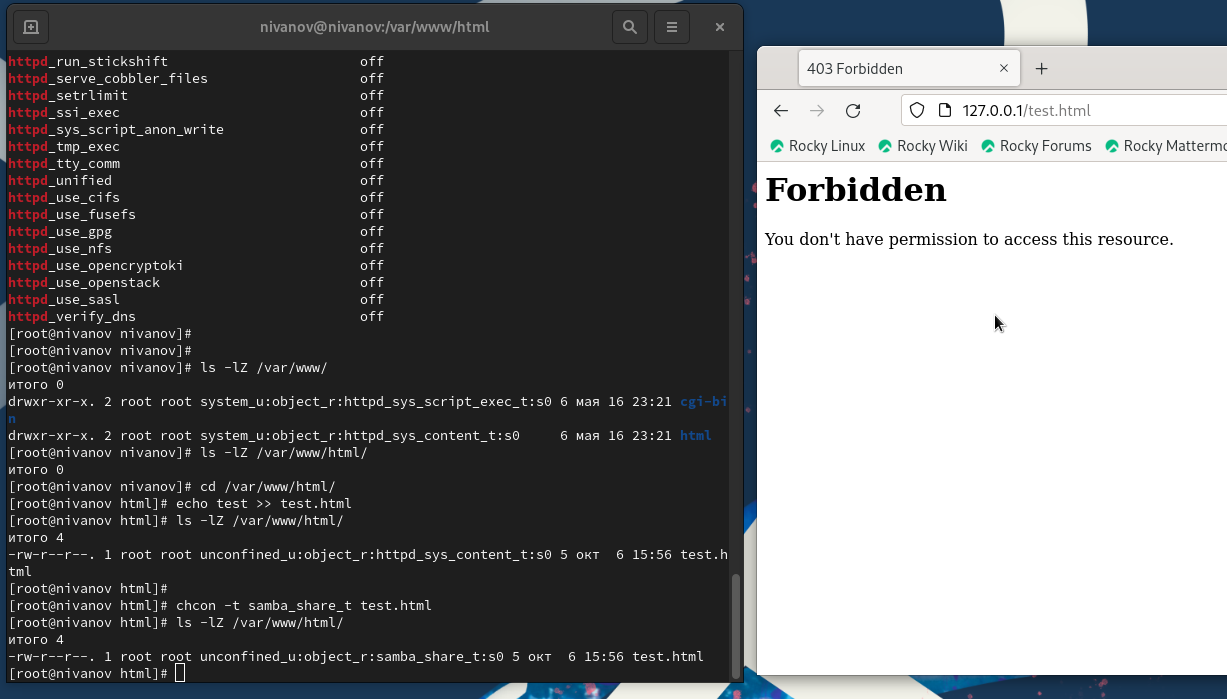 nivanov@nivanov:/var/www/html
httpd_run_stickshift off
httpd_serve_cobbler_files off
httpd_setrlimit off
httpd_ssi_exec off
httpd_sys_script_anon_write off
httpd_tmp_exec off
httpd_tty_comm off
httpd_unified off
httpd_use_cifs off
httpd_use_fusefs off
httpd_use_gpg off
httpd_use_nfs off
httpd_use_opencryptoki off
httpd_use_openstack off
httpd_use_sasl off
httpd_verify_dns off
[root@nivanov nivanov]#
[root@nivanov nivanov]#
[root@nivanov nivanov]# ls -lZ /var/www/
итого 0
drwxr-xr-x. 2 root root system_u:object_r:httpd_sys_script_exec_t:s0 6 мая 16 23:21 cgi-bi
n
drwxr-xr-x. 2 root root system_u:object_r:httpd_sys_content_t:s0 6 мая 16 23:21 html
[root@nivanov nivanov]# ls -lZ /var/www/html/
итого 0
[root@nivanov nivanov]# cd /var/www/html/
[root@nivanov html]# echo test >> test.html
[root@nivanov html]# ls -lZ /var/www/html/
итого 4
-rw-r--r--. 1 root root unconfined_u:object_r:httpd_sys_content_t:s0 5 окт 6 15:56 test.h
tml
[root@nivanov html]#
[root@nivanov html]# chcon -t samba_share_t test.html
[root@nivanov html]# ls -lZ /var/www/html/
итого 4
-rw-r--r--. 1 root root unconfined_u:object_r:samba_share_t:s0 5 окт 6 15:56 test.html
[root@nivanov html]#
403 Forbidden
127.0.0.1/test.html
Rocky Linux Rocky Wiki Rocky Forums Rocky Mattermo
Forbidden
You don't have permission to access this resource.